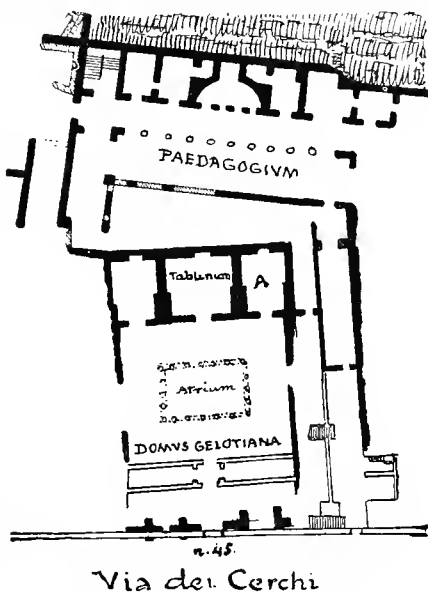 PAEDAGOGIVM
Tablinum A
Atrium
DOMVS GELOTIANA
n. 45.
Via dei Cerchi